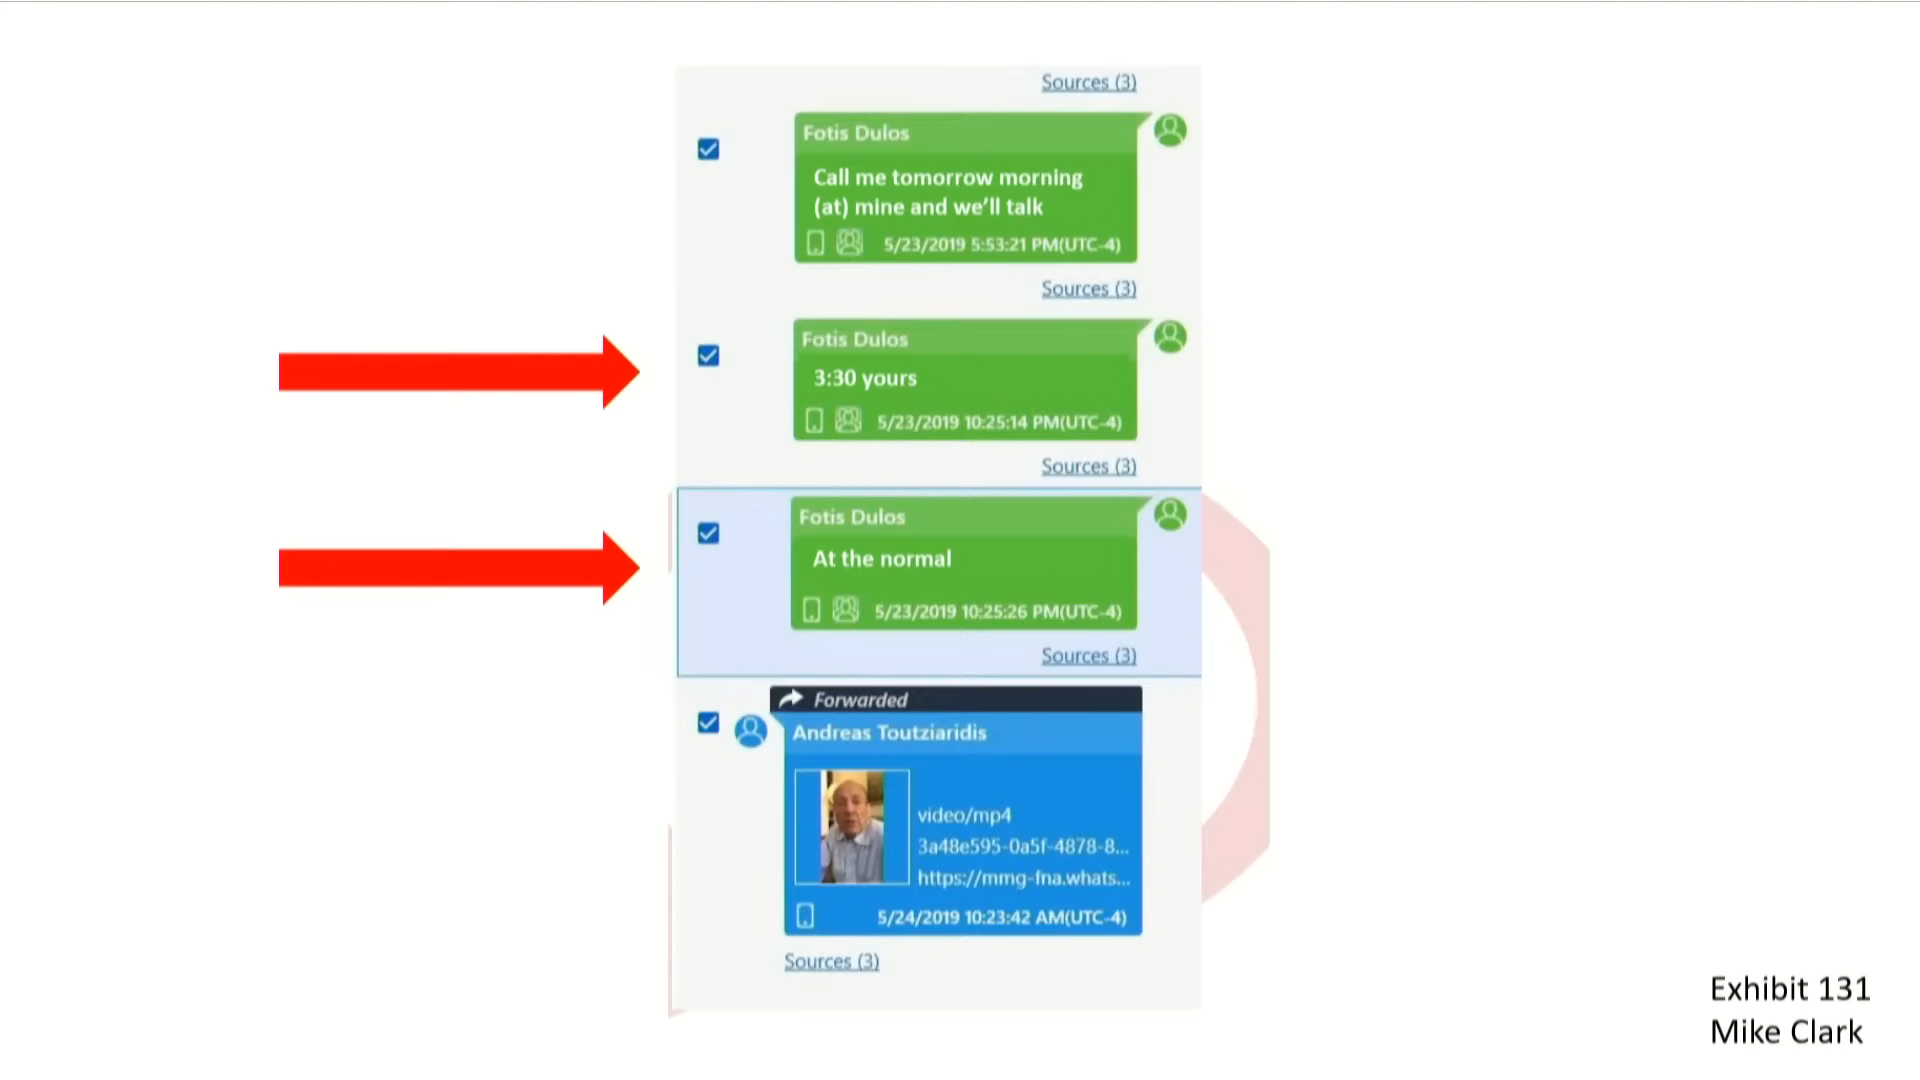 Sources (3)
Fotis Dulos
Call me tomorrow morning
(at) mine and we'll talk
5/23/2019 5:53:21 PM(UTC-4)
Sources (3)
Fotis Dulos
3:30 yours
5/23/2019 10:25:14 PM(UTC-4)
Sources (3)
Fotis Dulos
At the normal
5/23/2019 10:25:26 PM(UTC-4)
Sources (3)
Forwarded
Andreas Toutziaridis
video/mp4
3a48e595-0a5f-4878-8...
https://mmg-fna.whats...
5/24/2019 10:23:42 AM(UTC-4)
Sources (3)
Exhibit 131
Mike Clark